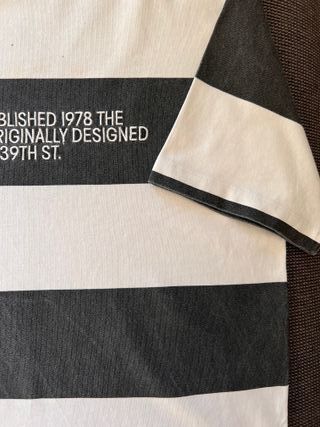 BLISHED 1978 THE
RIGINALLY DESIGNED
39TH ST.